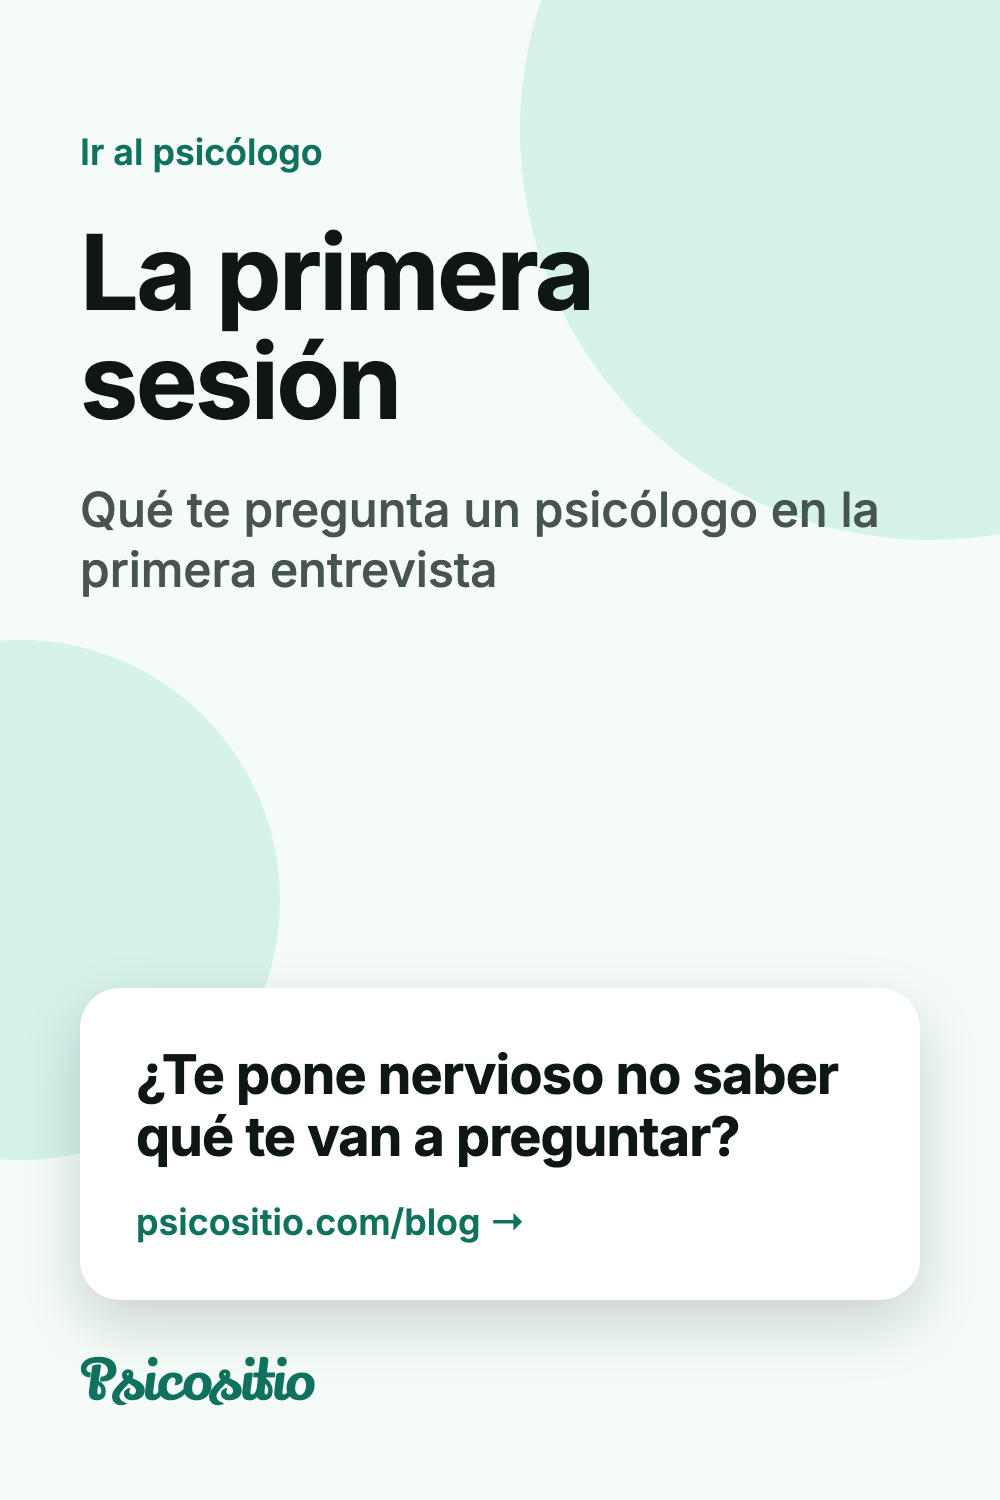 Ir al psicólogo
La primera
sesión
Qué te pregunta un psicólogo en la
primera entrevista
¿Te pone nervioso no saber
qué te van a preguntar?
psicositio.com/blog →
Psicositio